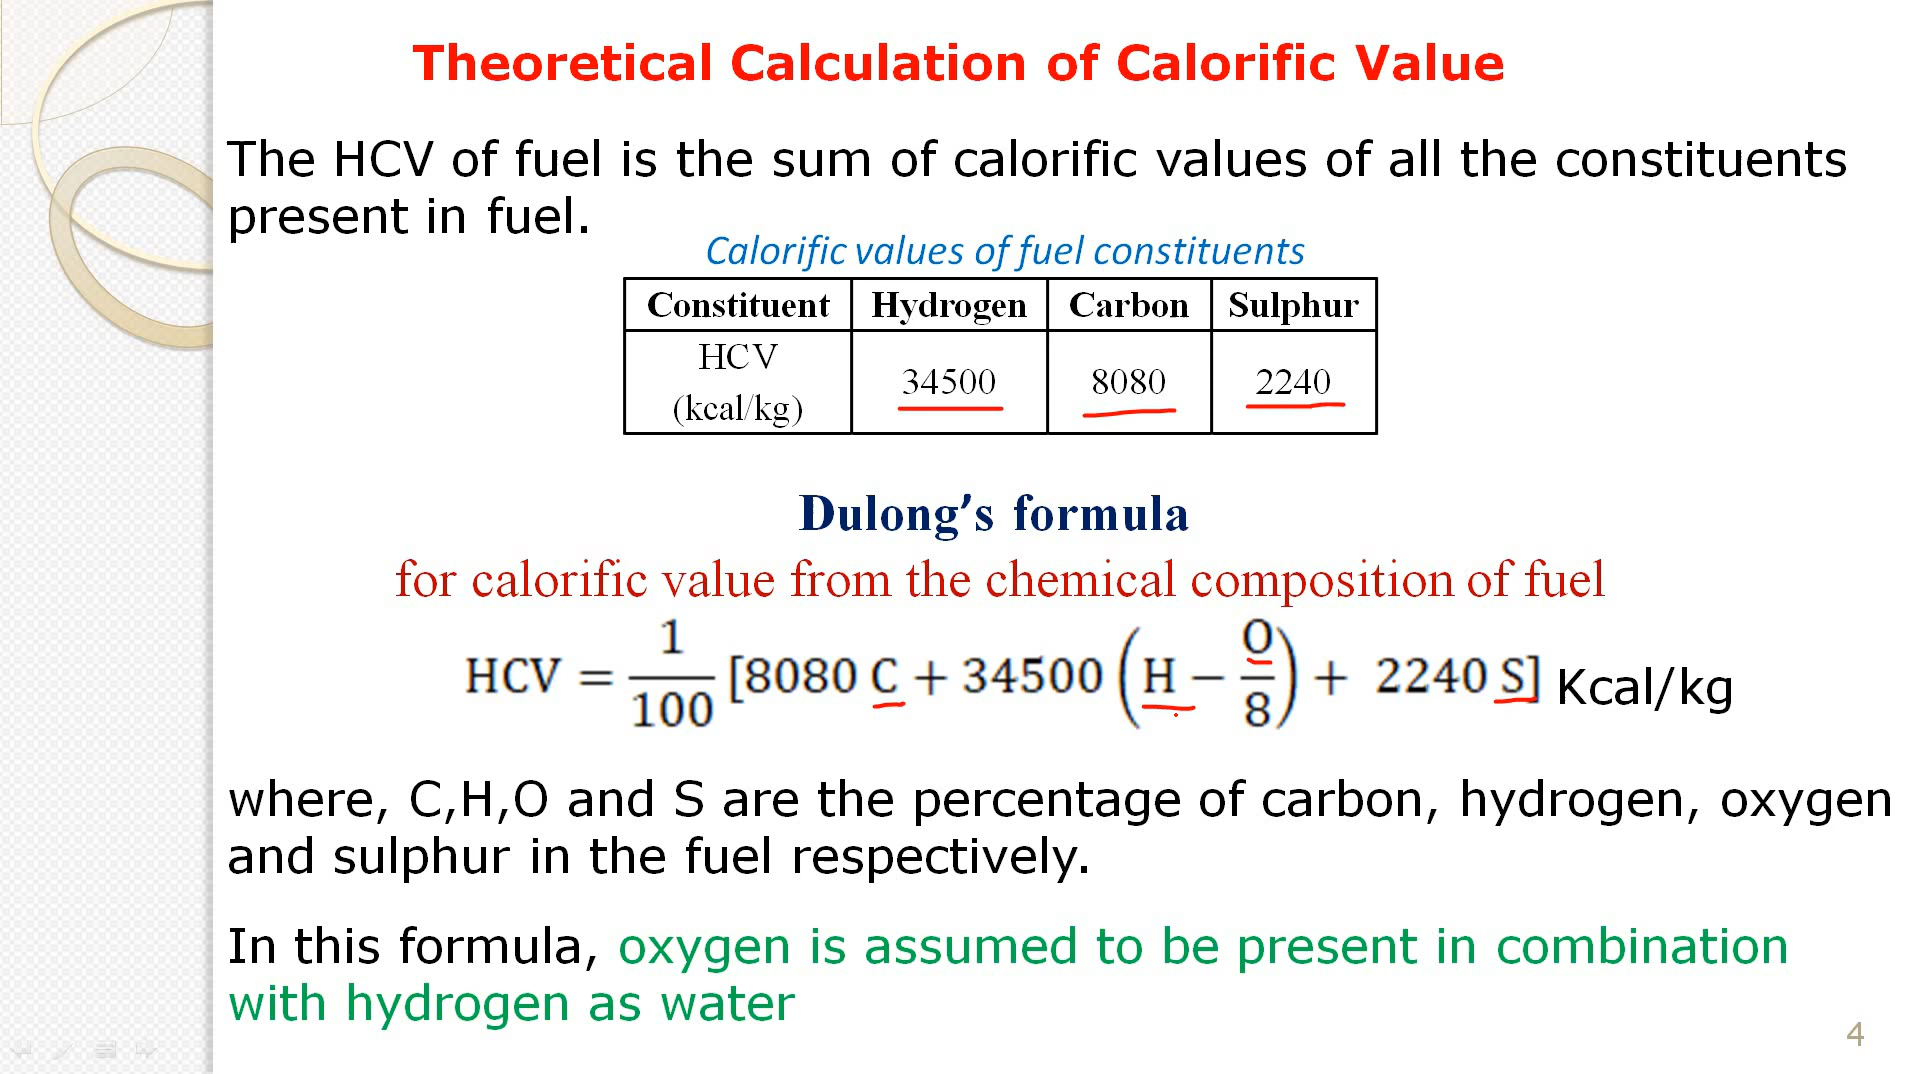 Theoretical Calculation of Calorific Value
The HCV of fuel is the sum of calorific values of all the constituents
present in fuel.
Calorific values of fuel constituents
Constituent Hydrogen Carbon Sulphur
HCV
(kcal/kg) 34500 8080 2240
Dulong's formula
for calorific value from the chemical composition of fuel
HCV = 1/100 [8080 C + 34500 (H − O/8) + 2240 S] Kcal/kg
where, C,H,O and S are the percentage of carbon, hydrogen, oxygen
and sulphur in the fuel respectively.
In this formula, oxygen is assumed to be present in combination
with hydrogen as water
4